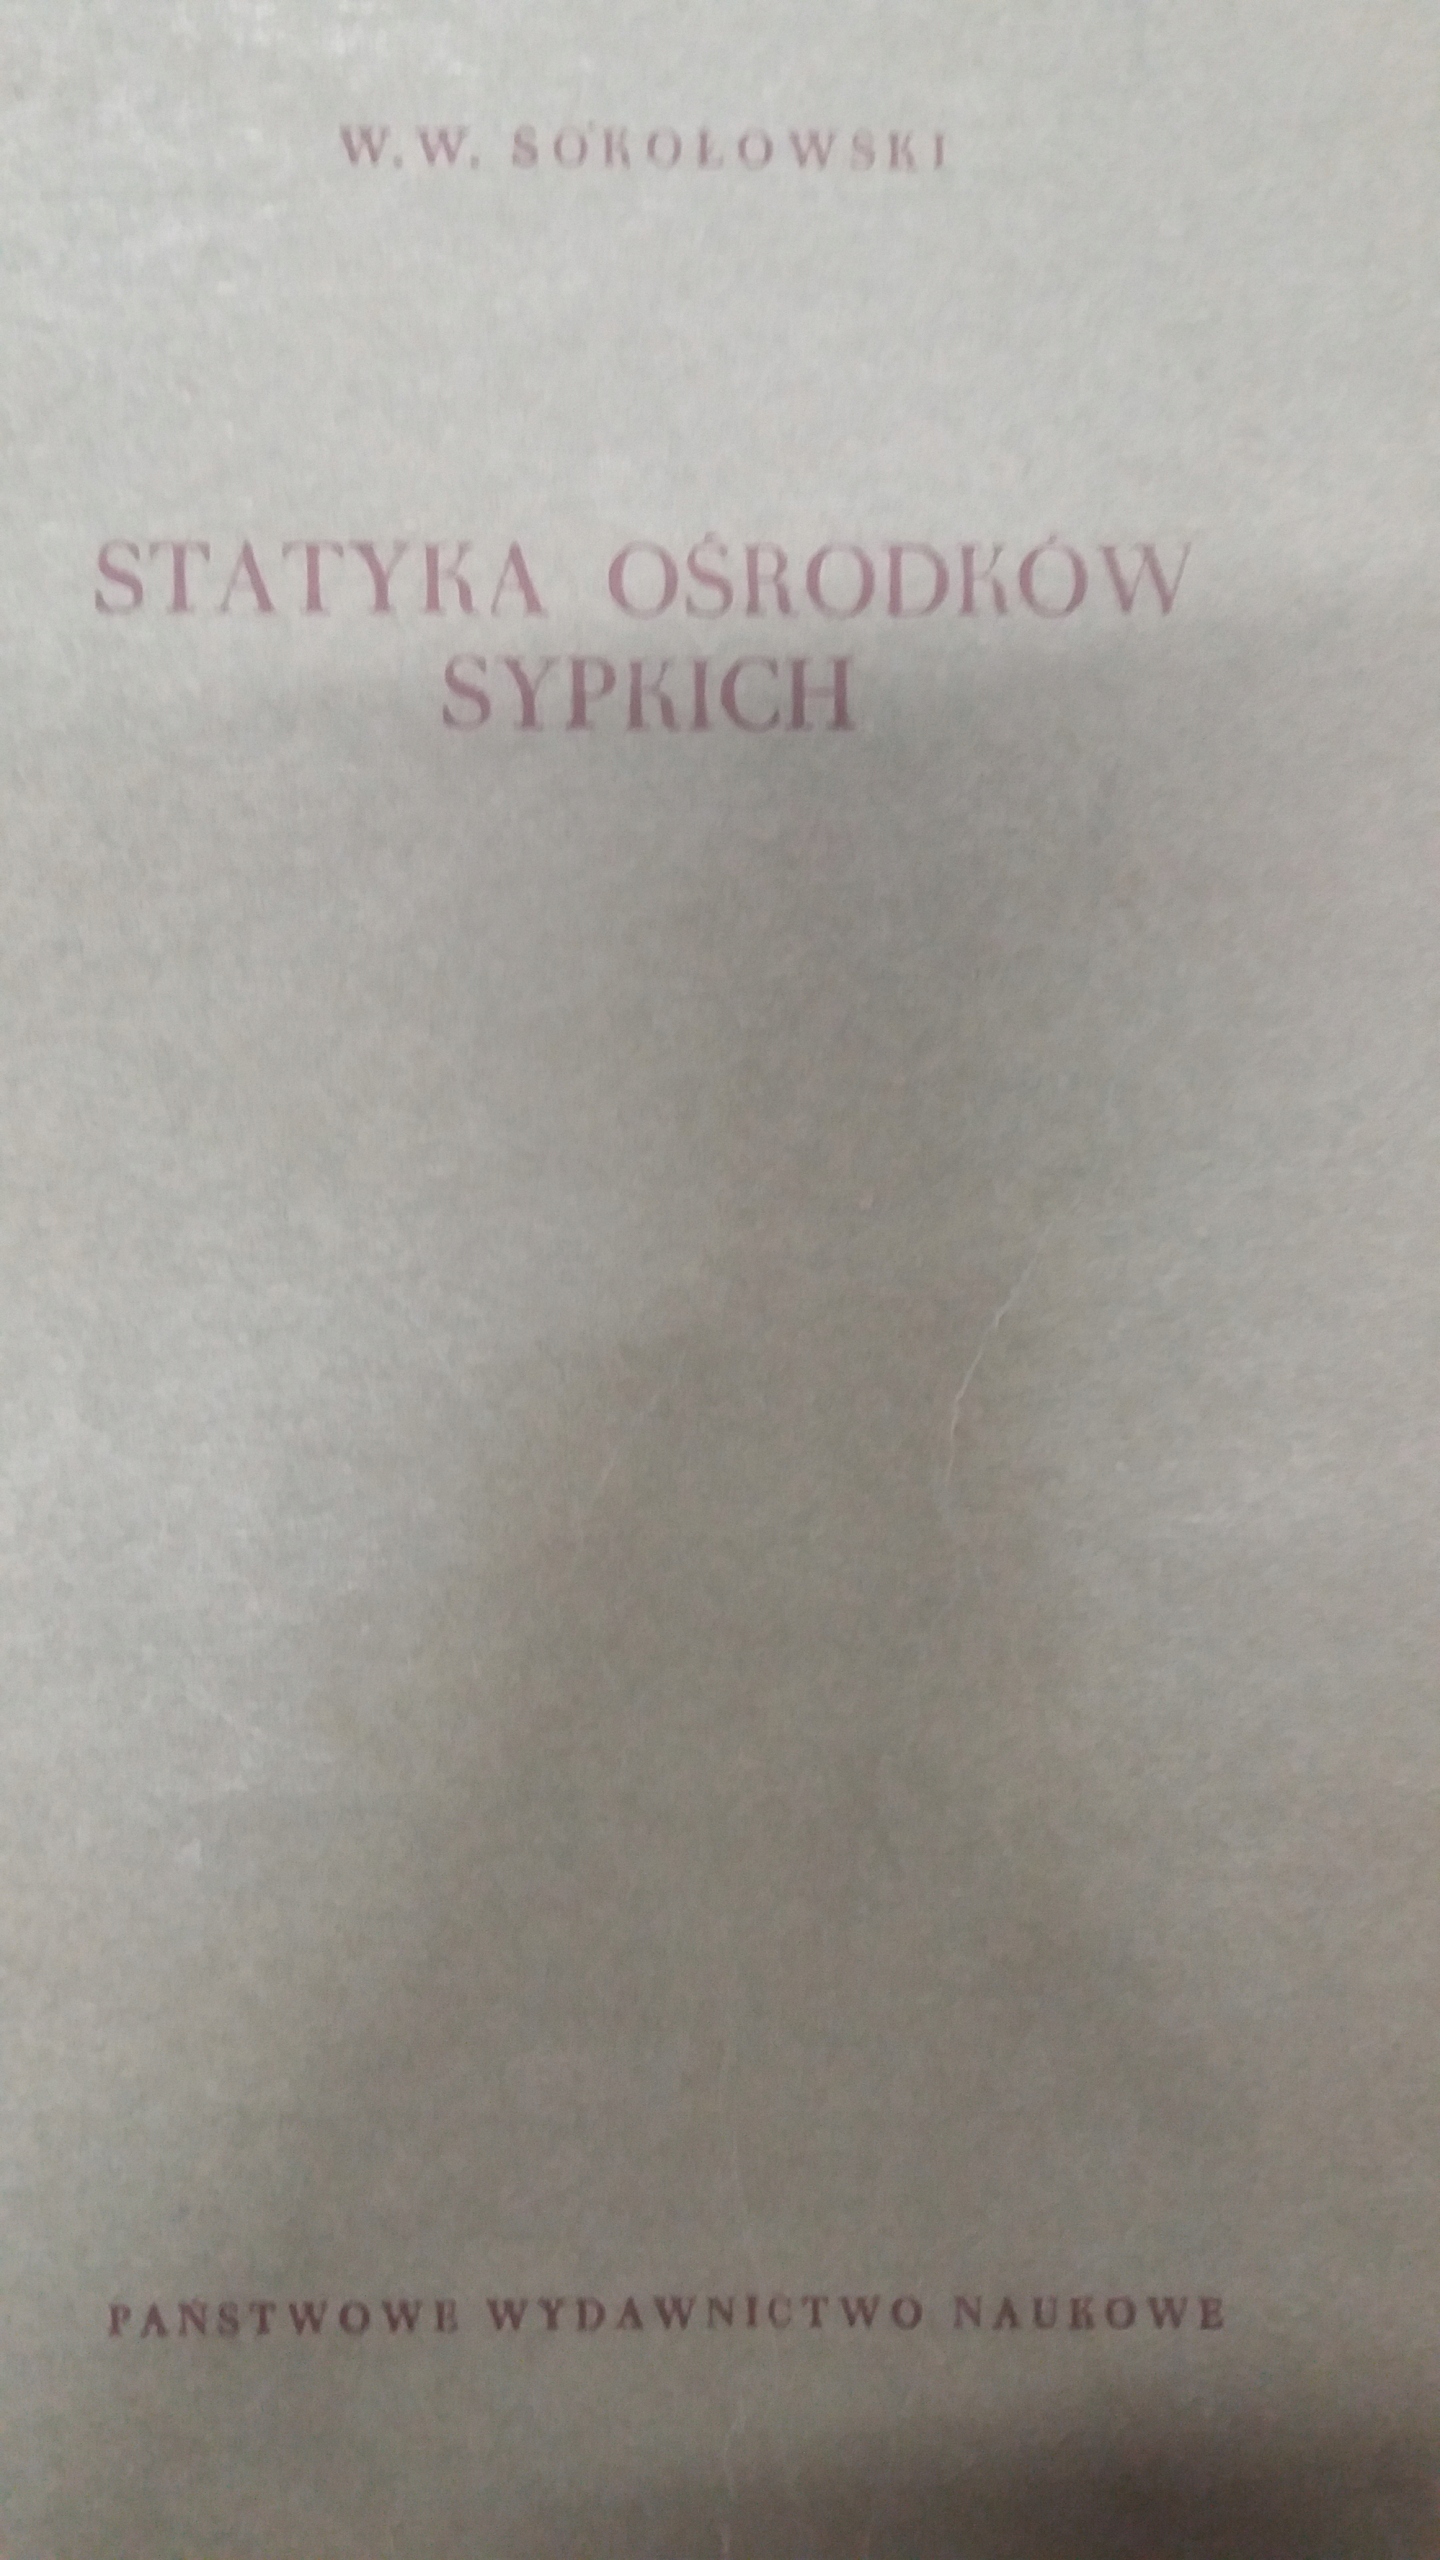 W. W. SOKOŁOWSKI
STATYKA OŚRODKÓW
SYPKICH
PAŃSTWOWE WYDAWNICTWO NAUKOWE